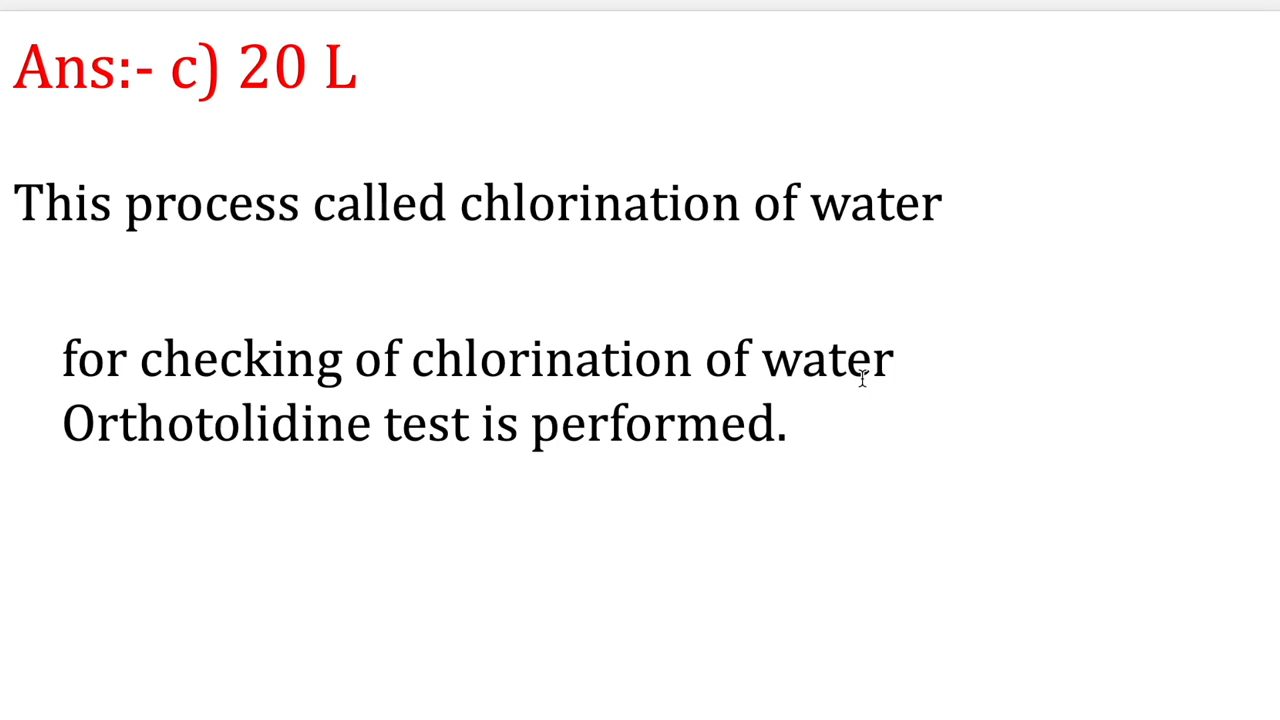 Ans:- c) 20 L
This process called chlorination of water
for checking of chlorination of water
Orthotolidine test is performed.